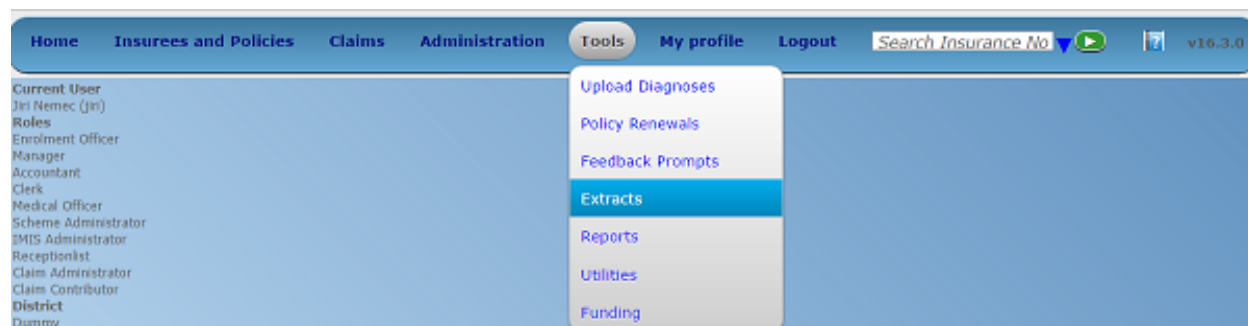 Home Insurees and Policies Claims Administration Tools My profile Logout Search Insurance No v16.3.0
Current User
Jiri Nemec (jiri)
Roles
Enrolment Officer
Manager
Accountant
Clerk
Medical Officer
Scheme Administrator
IMIS Administrator
Receptionlist
Claim Administrator
Claim Contributor
District
Dummy
Upload Diagnoses
Policy Renewals
Feedback Prompts
Extracts
Reports
Utilities
Funding